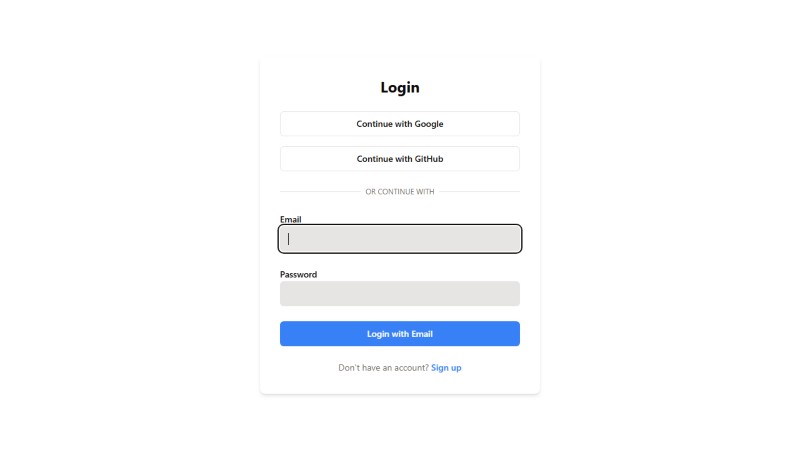 Login
Continue with Google
Continue with GitHub
OR CONTINUE WITH
Email
Password
Login with Email
Don't have an account? Sign up